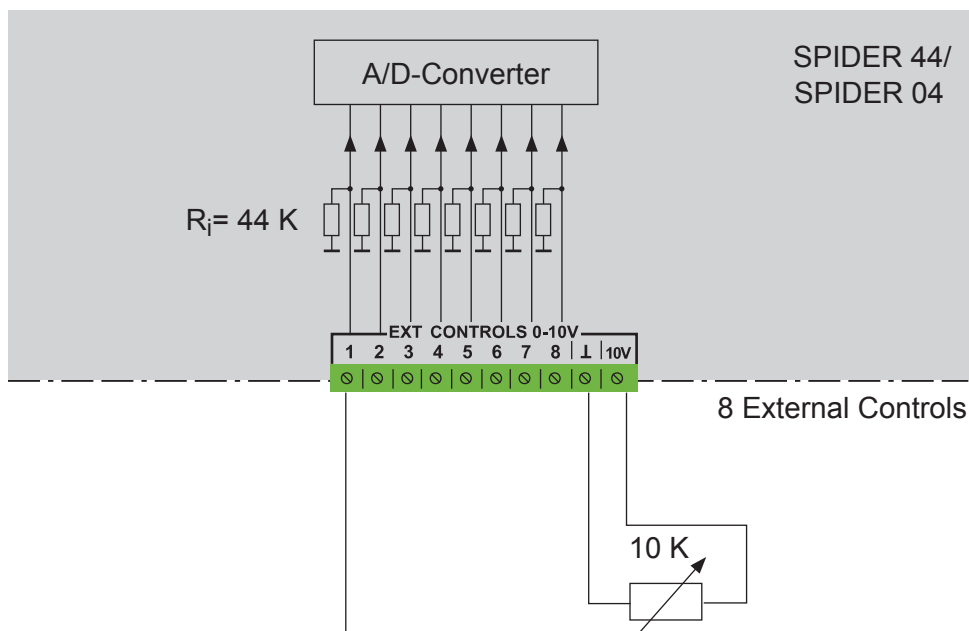 A/D-Converter
SPIDER 44/
SPIDER 04
Ri= 44 K
EXT CONTROLS 0-10V
1 2 3 4 5 6 7 8 ⊥ 10V
8 External Controls
10 K